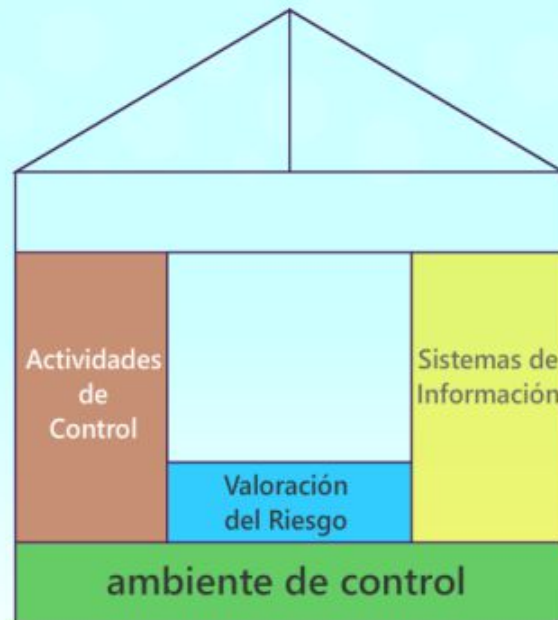 Actividades
de
Control
Sistemas de
Información
Valoración
del Riesgo
ambiente de control